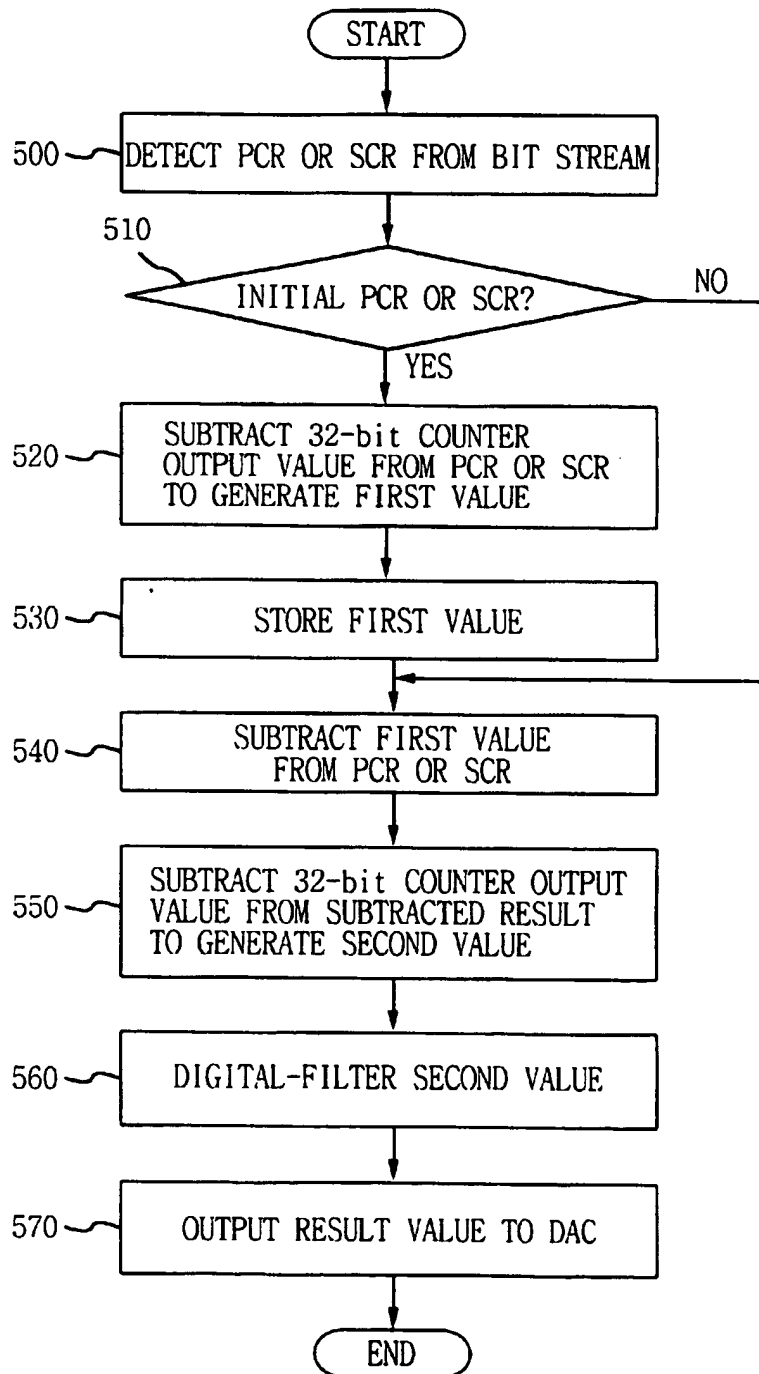 START
500
DETECT PCR OR SCR FROM BIT STREAM
510
INITIAL PCR OR SCR?
NO
YES
520
SUBTRACT 32-bit COUNTER
OUTPUT VALUE FROM PCR OR SCR
TO GENERATE FIRST VALUE
530
STORE FIRST VALUE
540
SUBTRACT FIRST VALUE
FROM PCR OR SCR
550
SUBTRACT 32-bit COUNTER OUTPUT
VALUE FROM SUBTRACTED RESULT
TO GENERATE SECOND VALUE
560
DIGITAL-FILTER SECOND VALUE
570
OUTPUT RESULT VALUE TO DAC
END